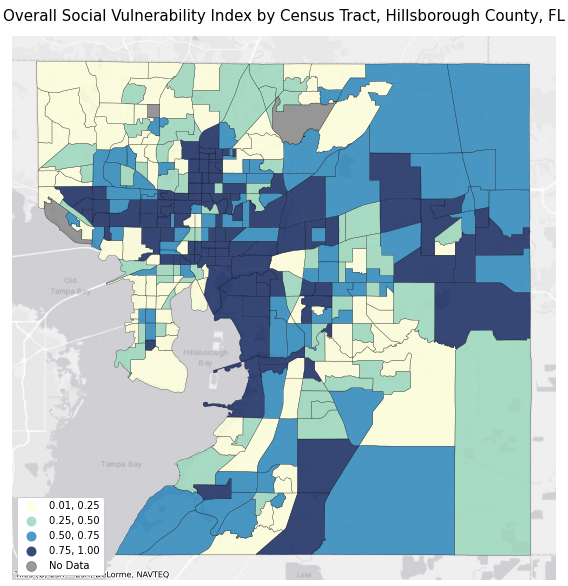 Overall Social Vulnerability Index by Census Tract, Hillsborough County, FL
Old
Tampa Bay
Hillsborough
Bay
Tampa Bay
0.01, 0.25
0.25, 0.50
0.50, 0.75
0.75, 1.00
No Data
Lake
DeLorme, NAVTEQ